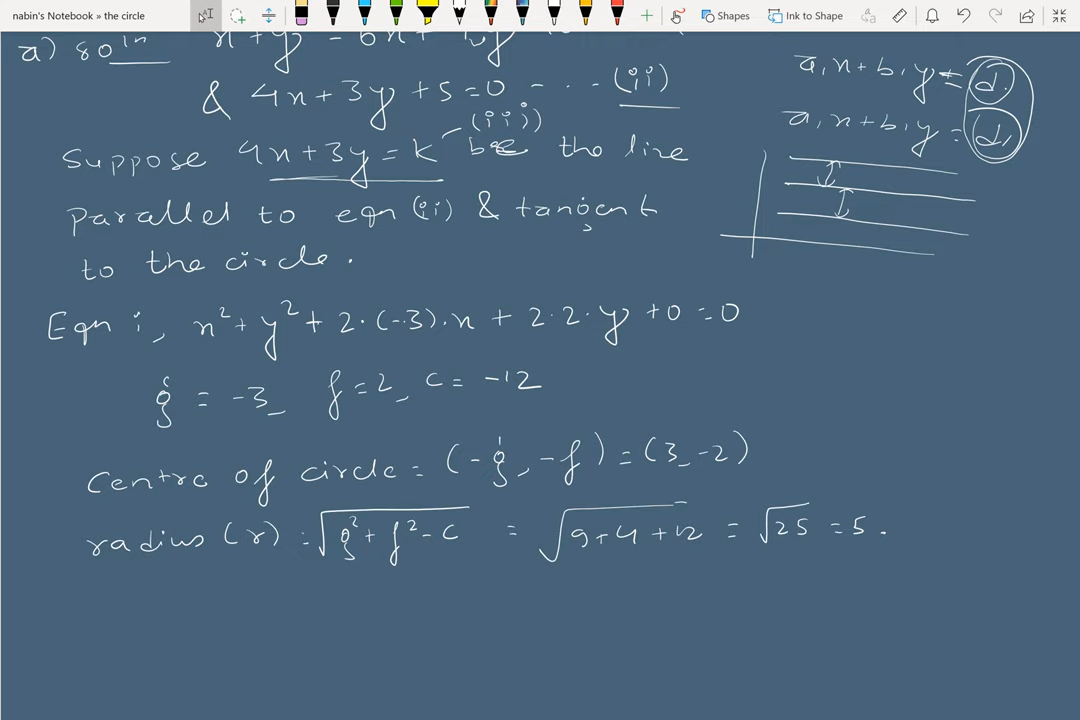 nabin's Notebook » the circle
Shapes
Ink to Shape
a) soln
& 4x + 3y + 5 = 0 - . . . (ii)
(iii)
Suppose 4x + 3y = K be the line
parallel to eqn (ii) & tangent
to the circle.
a₁x + b₁y = d.
a₁x + b₁y = d₁
Eqn i, x² + y² + 2·(-3)·x + 2·2·y + 0 = 0
g = -3, f = 2, c = -12
Centre of circle = (-g, -f) = (3, -2)
radius (r) = √g² + f² - c = √9 + 4 + 12 = √25 = 5.